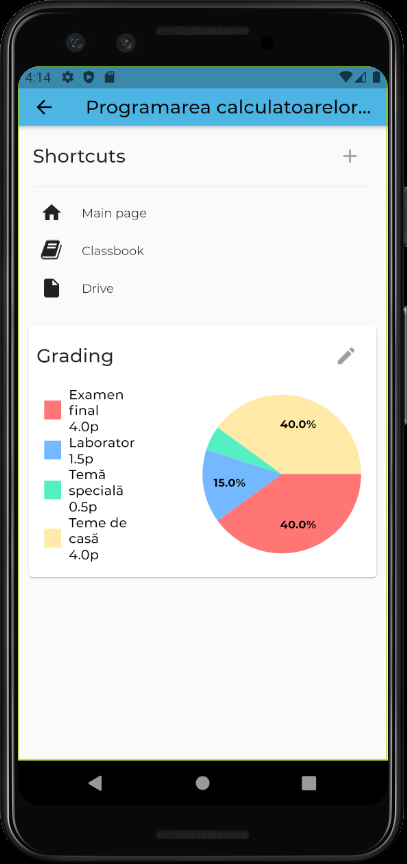 4:14
Programarea calculatoarelor...
Shortcuts
Main page
Classbook
Drive
Grading
Examen
final
4.0p
Laborator
1.5p
Temă
specială
0.5p
Teme de
casă
4.0p
40.0%
15.0%
40.0%